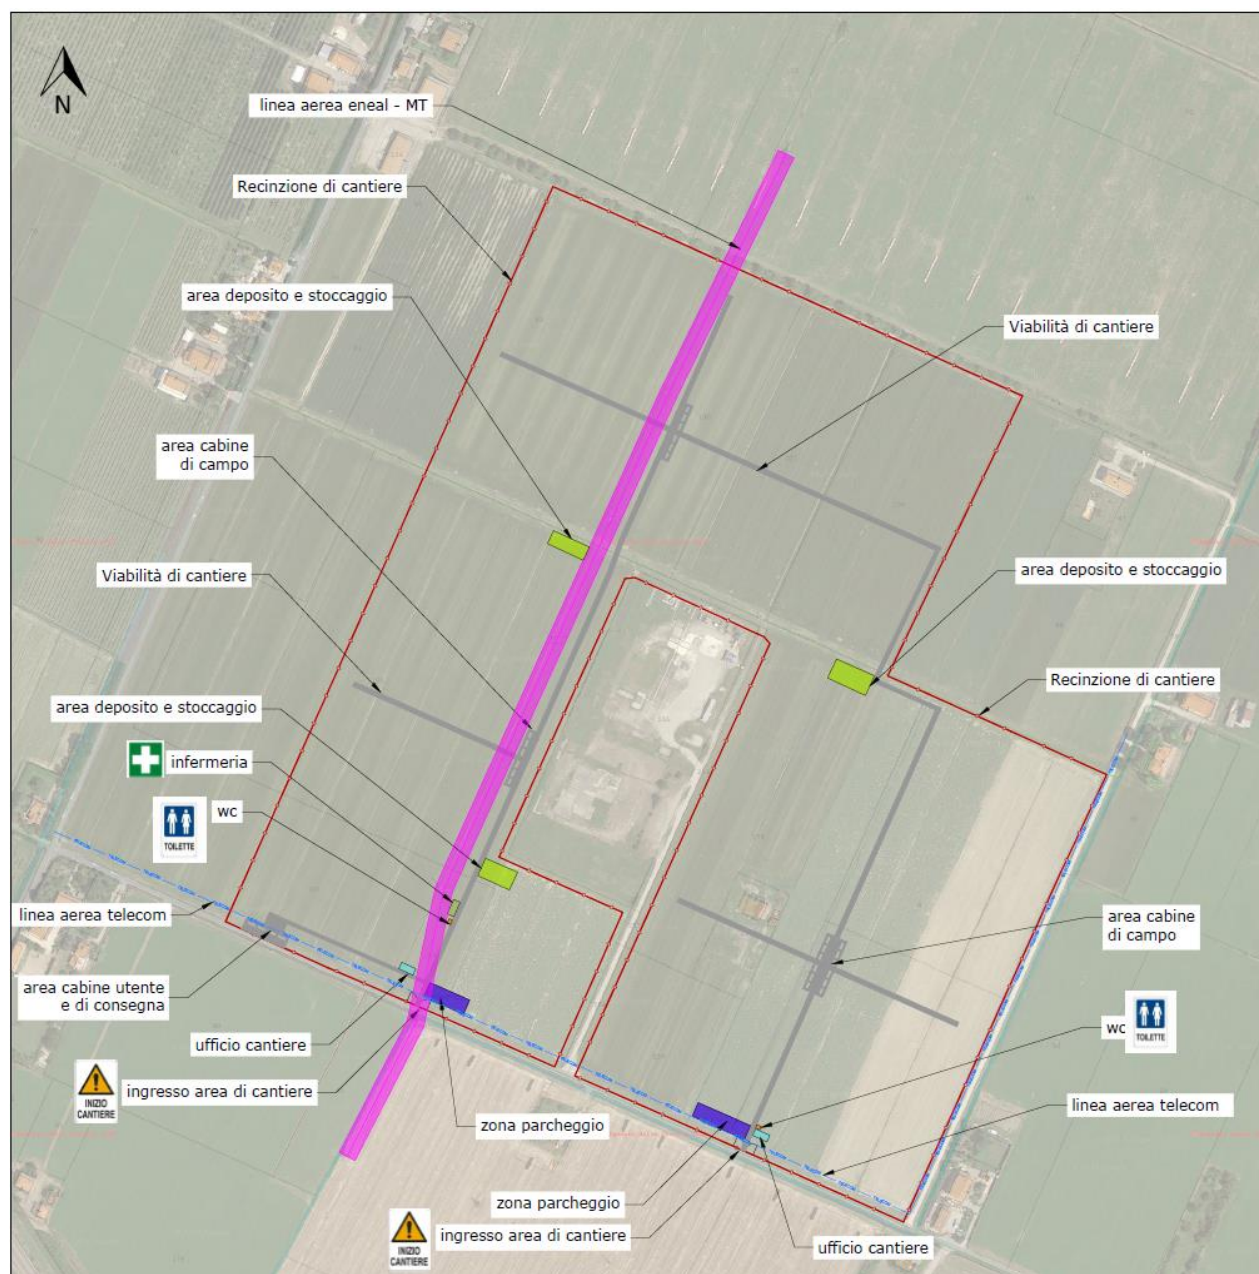 N
linea aerea eneal - MT
Recinzione di cantiere
area deposito e stoccaggio
Viabilità di cantiere
area cabine
di campo
Viabilità di cantiere
area deposito e stoccaggio
area deposito e stoccaggio
Recinzione di cantiere
infermeria
wc
TOILETTE
linea aerea telecom
area cabine
di campo
area cabine utente
e di consegna
ufficio cantiere
wc
TOILETTE
ingresso area di cantiere
INIZIO
CANTIERE
zona parcheggio
linea aerea telecom
zona parcheggio
ingresso area di cantiere
INIZIO
CANTIERE
ufficio cantiere